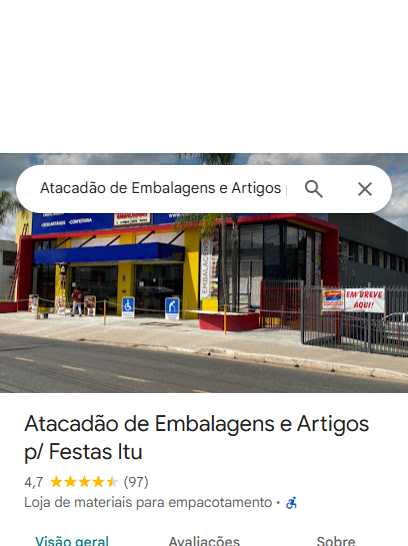 Atacadão de Embalagens e Artigos
EMBALAGENS
EM BREVE
AQUI!
Atacadão de Embalagens e Artigos
p/ Festas Itu
4,7 (97)
Loja de materiais para empacotamento ·
Visão geral Avaliações Sobre